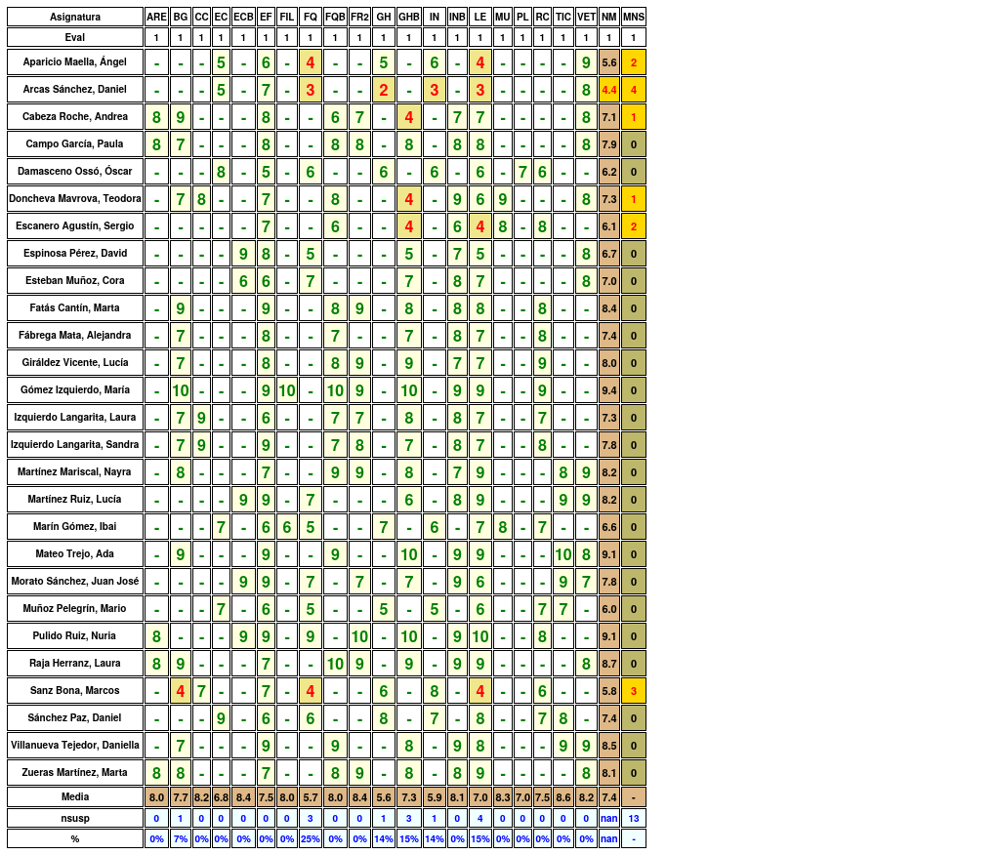 Asignatura ARE BG CC EC ECB EF FIL FQ FQB FR2 GH GHB IN INB LE MU PL RC TIC VET NM MNS
Eval 1 1 1 1 1 1 1 1 1 1 1 1 1 1 1 1 1 1 1 1 1 1
Aparicio Maella, Ángel - - - 5 - 6 - 4 - - 5 - 6 - 4 - - - - 9 5.6 2
Arcas Sánchez, Daniel - - - 5 - 7 - 3 - - 2 - 3 - 3 - - - - 8 4.4 4
Cabeza Roche, Andrea 8 9 - - - 8 - - 6 7 - 4 - 7 7 - - - - 8 7.1 1
Campo García, Paula 8 7 - - - 8 - - 8 8 - 8 - 8 8 - - - - 8 7.9 0
Damasceno Ossó, Óscar - - - 8 - 5 - 6 - - 6 - 6 - 6 - 7 6 - - 6.2 0
Doncheva Mavrova, Teodora - 7 8 - - 7 - - 8 - - 4 - 9 6 9 - - - 8 7.3 1
Escanero Agustín, Sergio - - - - - 7 - - 6 - - 4 - 6 4 8 - 8 - - 6.1 2
Espinosa Pérez, David - - - - 9 8 - 5 - - - 5 - 7 5 - - - - 8 6.7 0
Esteban Muñoz, Cora - - - - 6 6 - 7 - - - 7 - 8 7 - - - - 8 7.0 0
Fatás Cantín, Marta - 9 - - - 9 - - 8 9 - 8 - 8 8 - - 8 - - 8.4 0
Fábrega Mata, Alejandra - 7 - - - 8 - - 7 - - 7 - 8 7 - - 8 - - 7.4 0
Giráldez Vicente, Lucía - 7 - - - 8 - - 8 9 - 9 - 7 7 - - 9 - - 8.0 0
Gómez Izquierdo, María - 10 - - - 9 10 - 10 9 - 10 - 9 9 - - 9 - - 9.4 0
Izquierdo Langarita, Laura - 7 9 - - 6 - - 7 7 - 8 - 8 7 - - 7 - - 7.3 0
Izquierdo Langarita, Sandra - 7 9 - - 9 - - 7 8 - 7 - 8 7 - - 8 - - 7.8 0
Martínez Mariscal, Nayra - 8 - - - 7 - - 9 9 - 8 - 7 9 - - - 8 9 8.2 0
Martínez Ruiz, Lucía - - - - 9 9 - 7 - - - 6 - 8 9 - - - 9 9 8.2 0
Marín Gómez, Ibai - - - 7 - 6 6 5 - - 7 - 6 - 7 8 - 7 - - 6.6 0
Mateo Trejo, Ada - 9 - - - 9 - - 9 - - 10 - 9 9 - - - 10 8 9.1 0
Morato Sánchez, Juan José - - - - 9 9 - 7 - 7 - 7 - 9 6 - - - 9 7 7.8 0
Muñoz Pelegrín, Mario - - - 7 - 6 - 5 - - 5 - 5 - 6 - - 7 7 - 6.0 0
Pulido Ruiz, Nuria 8 - - - 9 9 - 9 - 10 - 10 - 9 10 - - 8 - - 9.1 0
Raja Herranz, Laura 8 9 - - - 7 - - 10 9 - 9 - 9 9 - - - - 8 8.7 0
Sanz Bona, Marcos - 4 7 - - 7 - 4 - - 6 - 8 - 4 - - 6 - - 5.8 3
Sánchez Paz, Daniel - - - 9 - 6 - 6 - - 8 - 7 - 8 - - 7 8 - 7.4 0
Villanueva Tejedor, Daniella - 7 - - - 9 - - 9 - - 8 - 9 8 - - - 9 9 8.5 0
Zueras Martínez, Marta 8 8 - - - 7 - - 8 9 - 8 - 8 9 - - - - 8 8.1 0
Media 8.0 7.7 8.2 6.8 8.4 7.5 8.0 5.7 8.0 8.4 5.6 7.3 5.9 8.1 7.0 8.3 7.0 7.5 8.6 8.2 7.4 -
nsusp 0 1 0 0 0 0 0 3 0 0 1 3 1 0 4 0 0 0 0 0 nan 13
% 0% 7% 0% 0% 0% 0% 0% 25% 0% 0% 14% 15% 14% 0% 15% 0% 0% 0% 0% 0% nan -